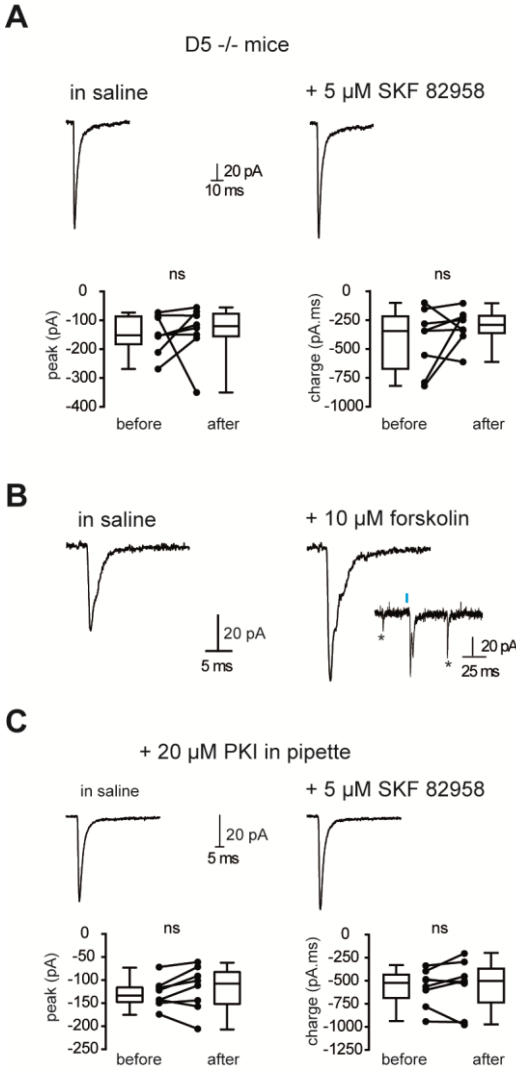 A
D5 -/- mice
in saline
+ 5 µM SKF 82958
20 pA
10 ms
ns
ns
peak (pA)
0
-100
-200
-300
-400
before
after
charge (pA.ms)
0
-250
-500
-750
-1000
before
after
B
in saline
+ 10 µM forskolin
20 pA
5 ms
*
*
20 pA
25 ms
C
+ 20 µM PKI in pipette
in saline
+ 5 µM SKF 82958
20 pA
5 ms
ns
ns
peak (pA)
0
-50
-100
-150
-200
-250
before
after
charge (pA.ms)
0
-250
-500
-750
-1000
-1250
before
after